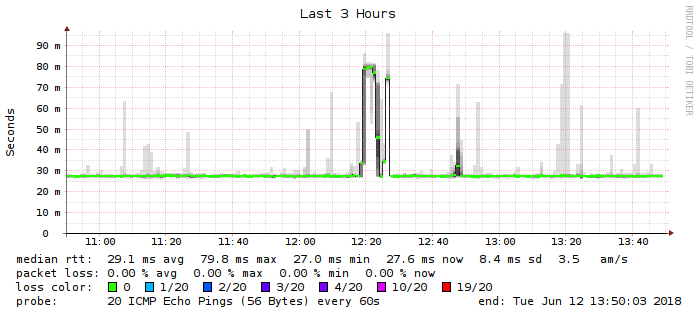 Last 3 Hours
RRDTOOL / TOBI OETIKER
Seconds
90 m
80 m
70 m
60 m
50 m
40 m
30 m
20 m
10 m
0
11:00 11:20 11:40 12:00 12:20 12:40 13:00 13:20 13:40
median rtt: 29.1 ms avg 79.8 ms max 27.0 ms min 27.6 ms now 8.4 ms sd 3.5 am/s
packet loss: 0.00 % avg 0.00 % max 0.00 % min 0.00 % now
loss color: 0 1/20 2/20 3/20 4/20 10/20 19/20
probe: 20 ICMP Echo Pings (56 Bytes) every 60s end: Tue Jun 12 13:50:03 2018